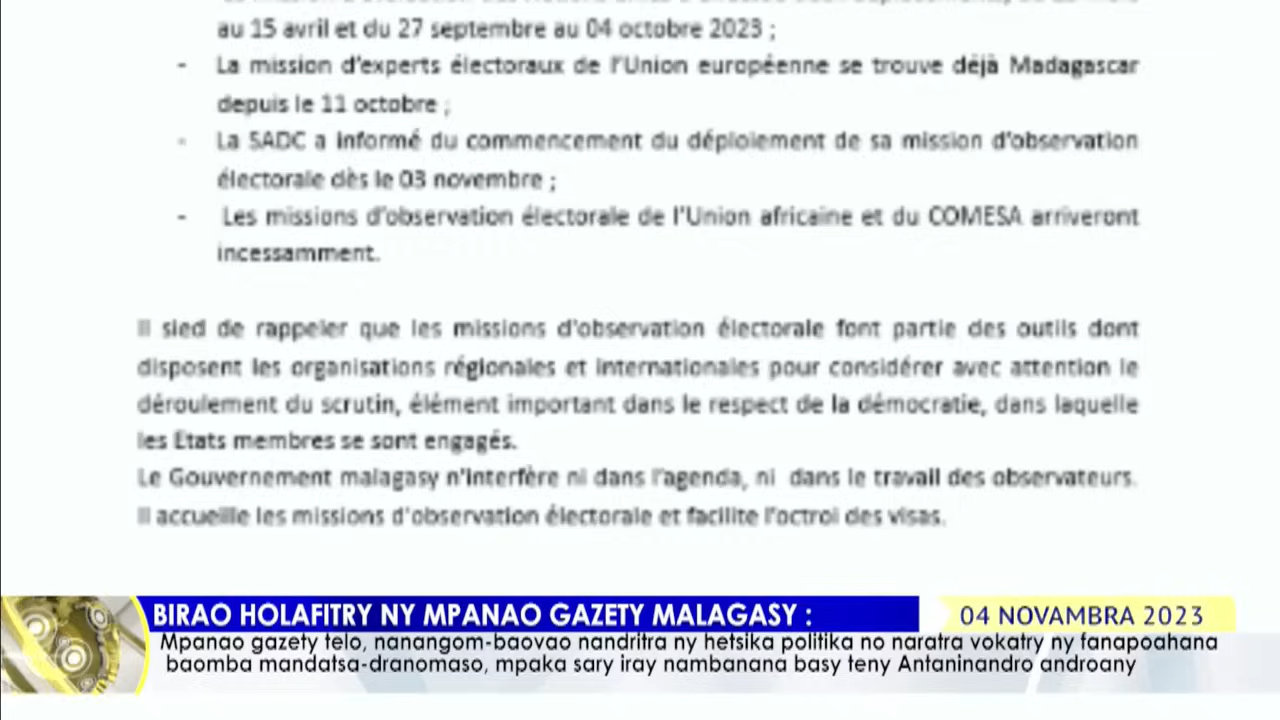 au 15 avril et du 27 septembre au 04 octobre 2023 ;
- La mission d'experts électoraux de l'Union européenne se trouve déjà Madagascar
depuis le 11 octobre ;
- La SADC a informé du commencement du déploiement de sa mission d'observation
électorale dès le 03 novembre ;
- Les missions d'observation électorale de l'Union africaine et du COMESA arriveront
incessamment.
Il sied de rappeler que les missions d'observation électorale font partie des outils dont
disposent les organisations régionales et internationales pour considérer avec attention le
déroulement du scrutin, élément important dans le respect de la démocratie, dans laquelle
les Etats membres se sont engagés.
Le Gouvernement malagasy n'interfère ni dans l'agenda, ni dans le travail des observateurs.
Il accueille les missions d'observation électorale et facilite l'octroi des visas.
BIRAO HOLAFITRY NY MPANAO GAZETY MALAGASY :
04 NOVAMBRA 2023
Mpanao gazety telo, nanangom-baovao nandritra ny hetsika politika no naratra vokatry ny fanapoahana
baomba mandatsa-dranomaso, mpaka sary iray nambanana basy teny Antaninandro androany